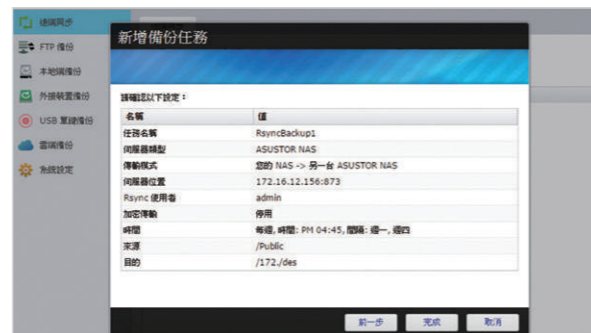 遠端同步
FTP 備份
本地端備份
外接裝置備份
USB 單鍵備份
雲端備份
系統設定
新增備份任務
請確認以下設定：
名稱 值
任務名稱 RsyncBackup1
伺服器類型 ASUSTOR NAS
傳輸模式 您的 NAS -> 另一台 ASUSTOR NAS
伺服器位置 172.16.12.156:873
Rsync 使用者 admin
加密傳輸 停用
時間 每週, 時間: PM 04:45, 間隔: 週一, 週四
來源 /Public
目的 /172./des
前一步 完成 取消